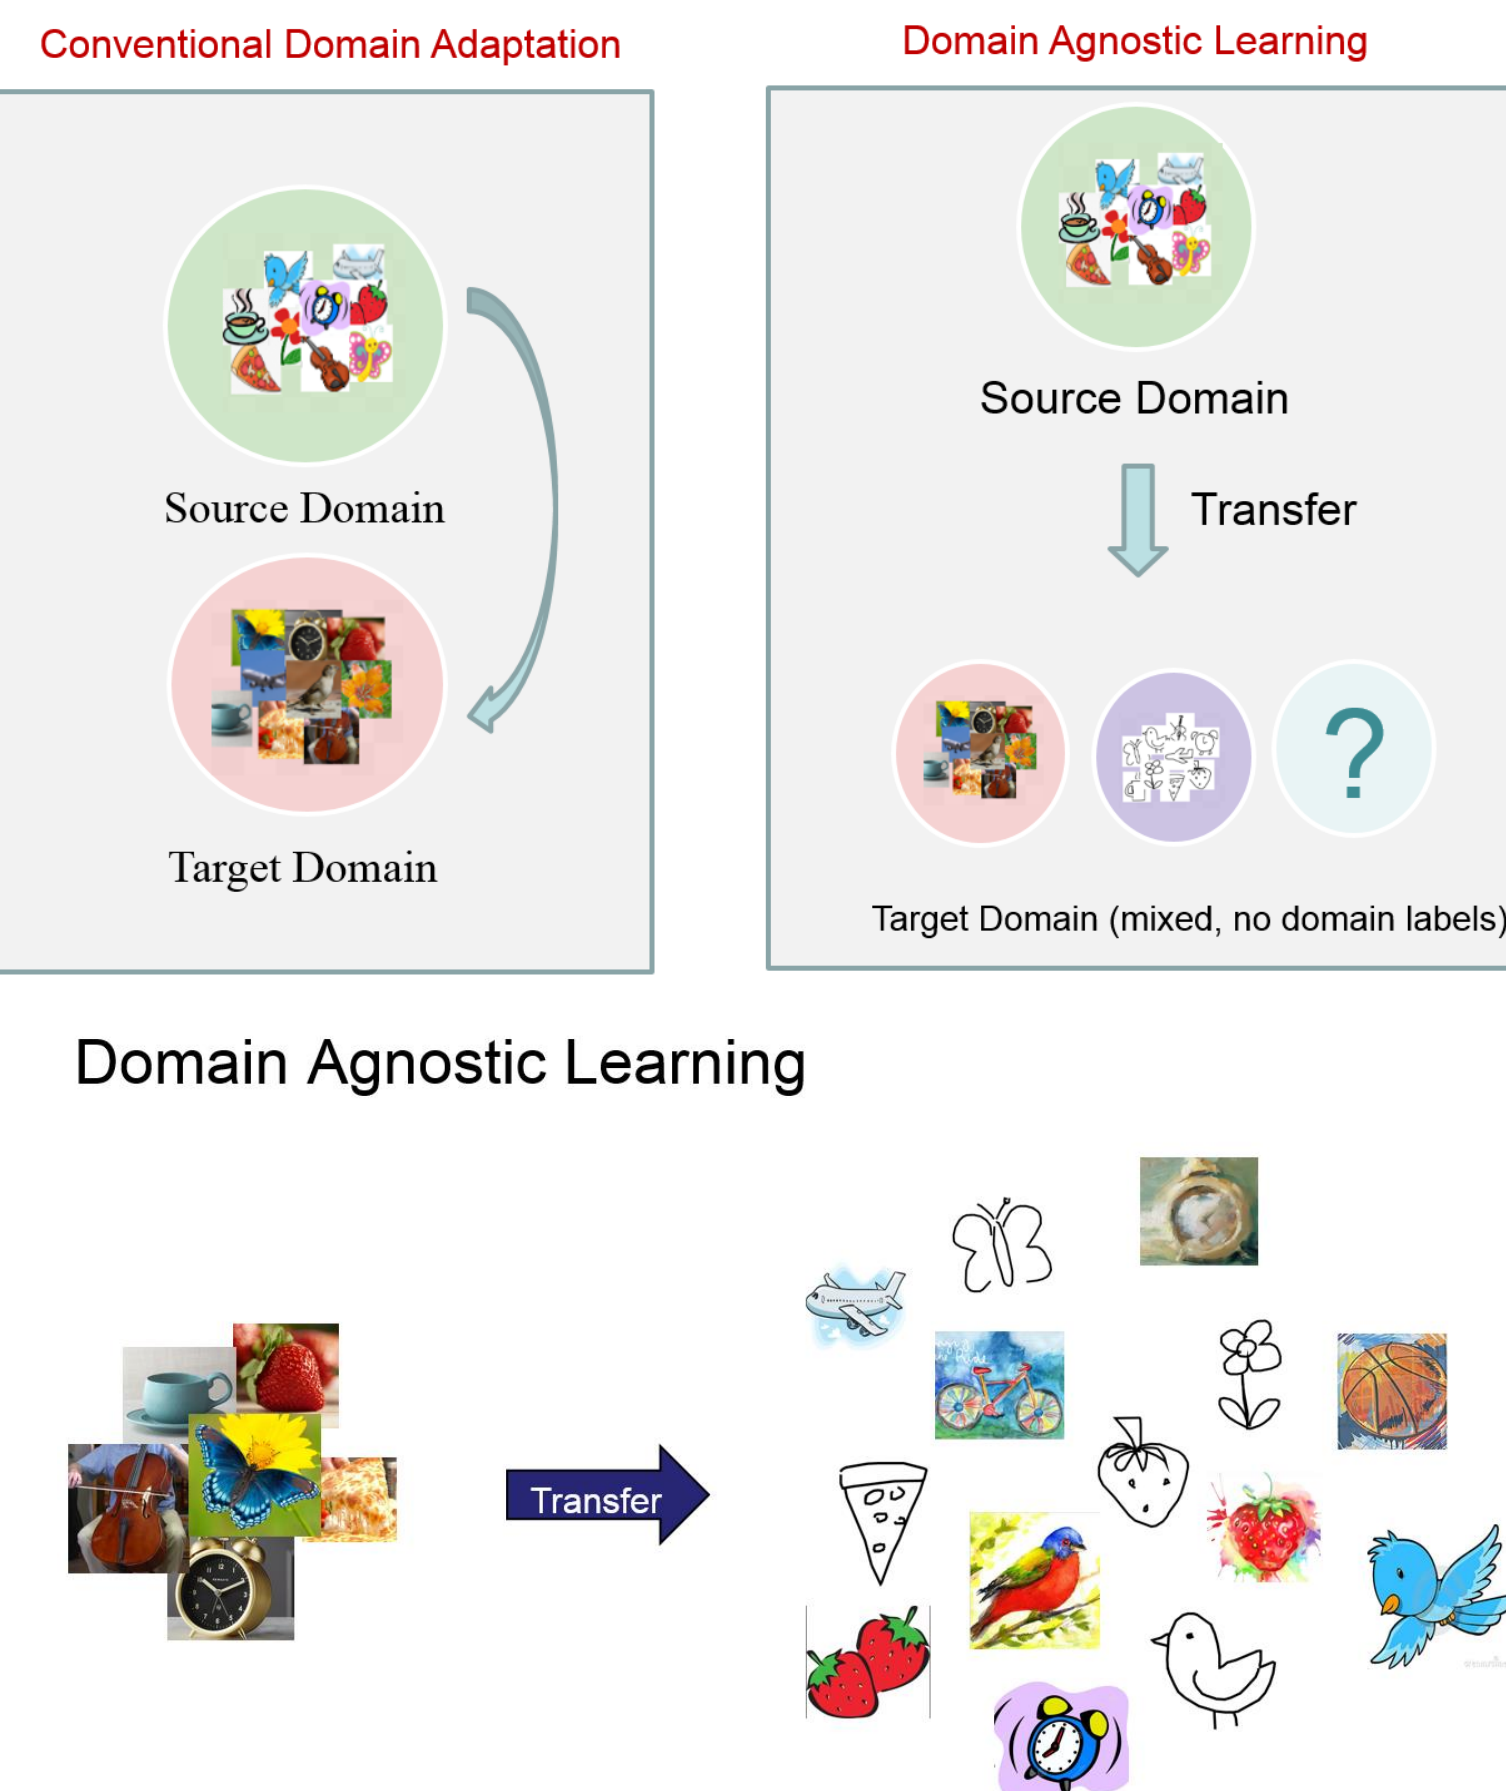 Conventional Domain Adaptation
Domain Agnostic Learning
Source Domain
Target Domain
Source Domain
Transfer
?
Target Domain (mixed, no domain labels)
Domain Agnostic Learning
Transfer